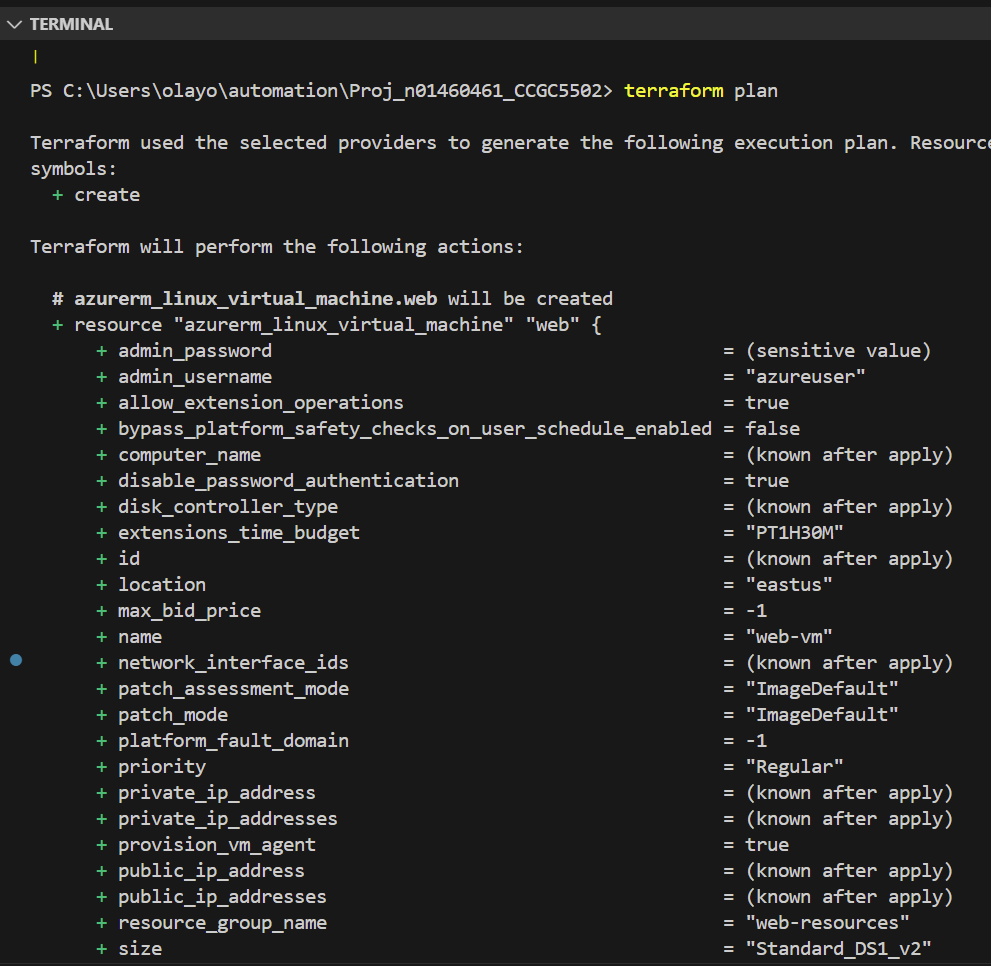 TERMINAL
PS C:\Users\olayo\automation\Proj_n01460461_CCGC5502> terraform plan
Terraform used the selected providers to generate the following execution plan. Resource
symbols:
+ create
Terraform will perform the following actions:
# azurerm_linux_virtual_machine.web will be created
+ resource "azurerm_linux_virtual_machine" "web" {
+ admin_password = (sensitive value)
+ admin_username = "azureuser"
+ allow_extension_operations = true
+ bypass_platform_safety_checks_on_user_schedule_enabled = false
+ computer_name = (known after apply)
+ disable_password_authentication = true
+ disk_controller_type = (known after apply)
+ extensions_time_budget = "PT1H30M"
+ id = (known after apply)
+ location = "eastus"
+ max_bid_price = -1
+ name = "web-vm"
+ network_interface_ids = (known after apply)
+ patch_assessment_mode = "ImageDefault"
+ patch_mode = "ImageDefault"
+ platform_fault_domain = -1
+ priority = "Regular"
+ private_ip_address = (known after apply)
+ private_ip_addresses = (known after apply)
+ provision_vm_agent = true
+ public_ip_address = (known after apply)
+ public_ip_addresses = (known after apply)
+ resource_group_name = "web-resources"
+ size = "Standard_DS1_v2"